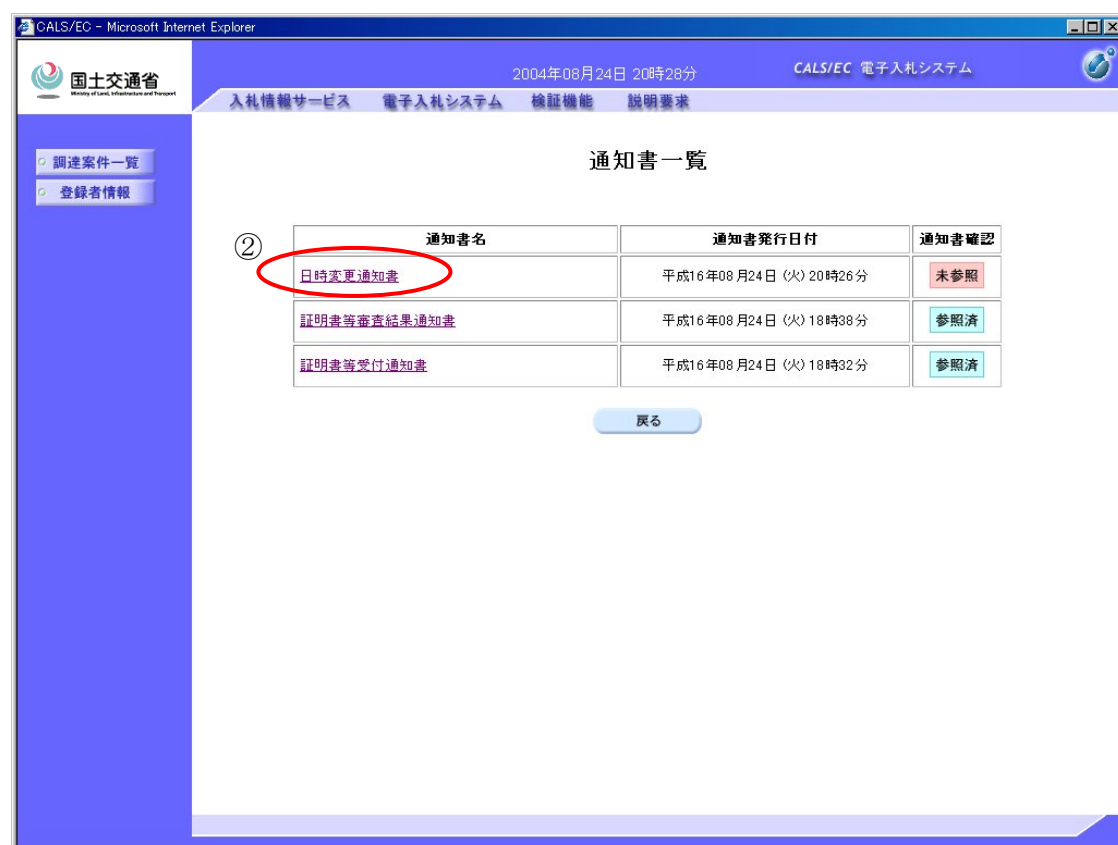 CALS/EC - Microsoft Internet Explorer
国土交通省
Ministry of Land, Infrastructure and Transport
2004年08月24日 20時28分
CALS/EC 電子入札システム
入札情報サービス 電子入札システム 検証機能 説明要求
調達案件一覧
登録者情報
通知書一覧
②
通知書名 通知書発行日付 通知書確認
日時変更通知書 平成16年08月24日 (火) 20時26分 未参照
証明書等審査結果通知書 平成16年08月24日 (火) 18時38分 参照済
証明書等受付通知書 平成16年08月24日 (火) 18時32分 参照済
戻る